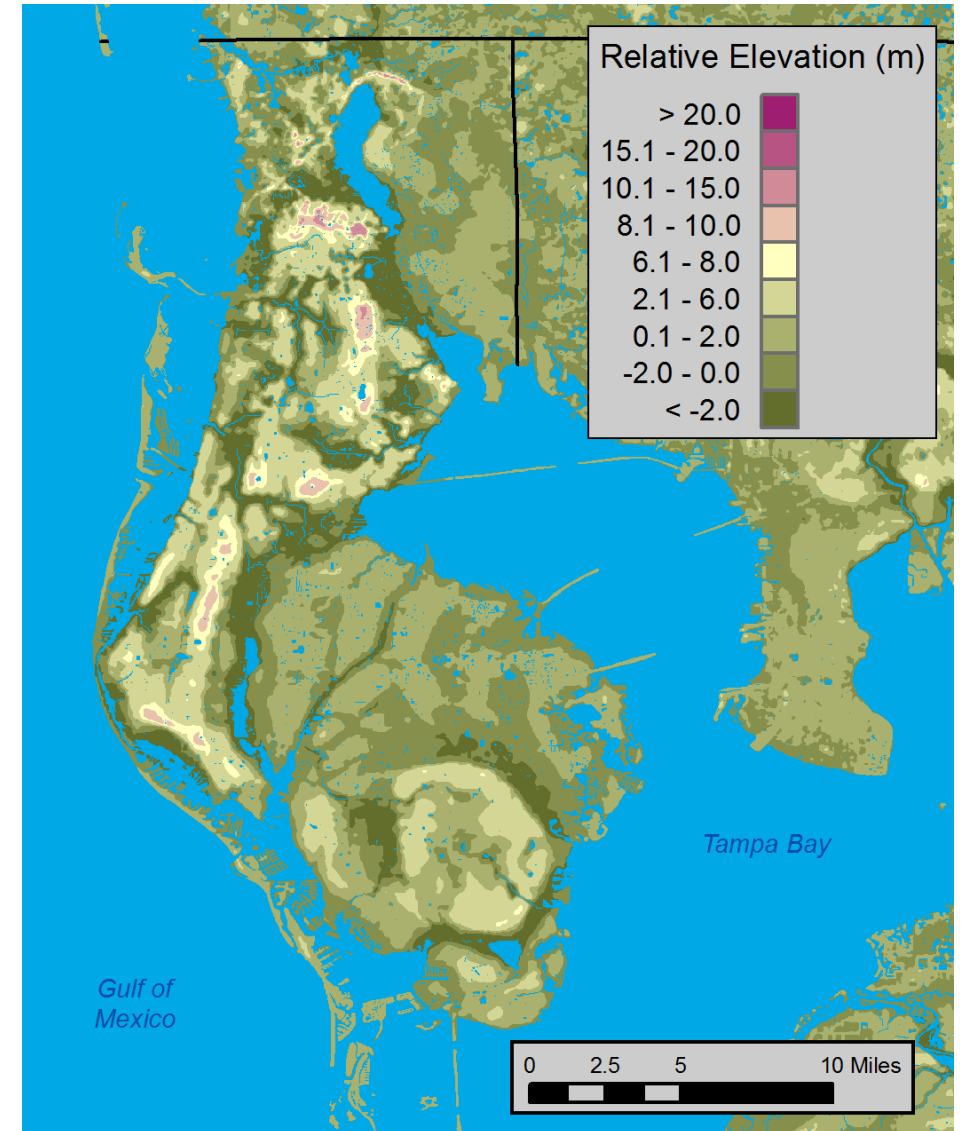 Relative Elevation (m)
> 20.0
15.1 - 20.0
10.1 - 15.0
8.1 - 10.0
6.1 - 8.0
2.1 - 6.0
0.1 - 2.0
-2.0 - 0.0
< -2.0
Tampa Bay
Gulf of
Mexico
0 2.5 5 10 Miles